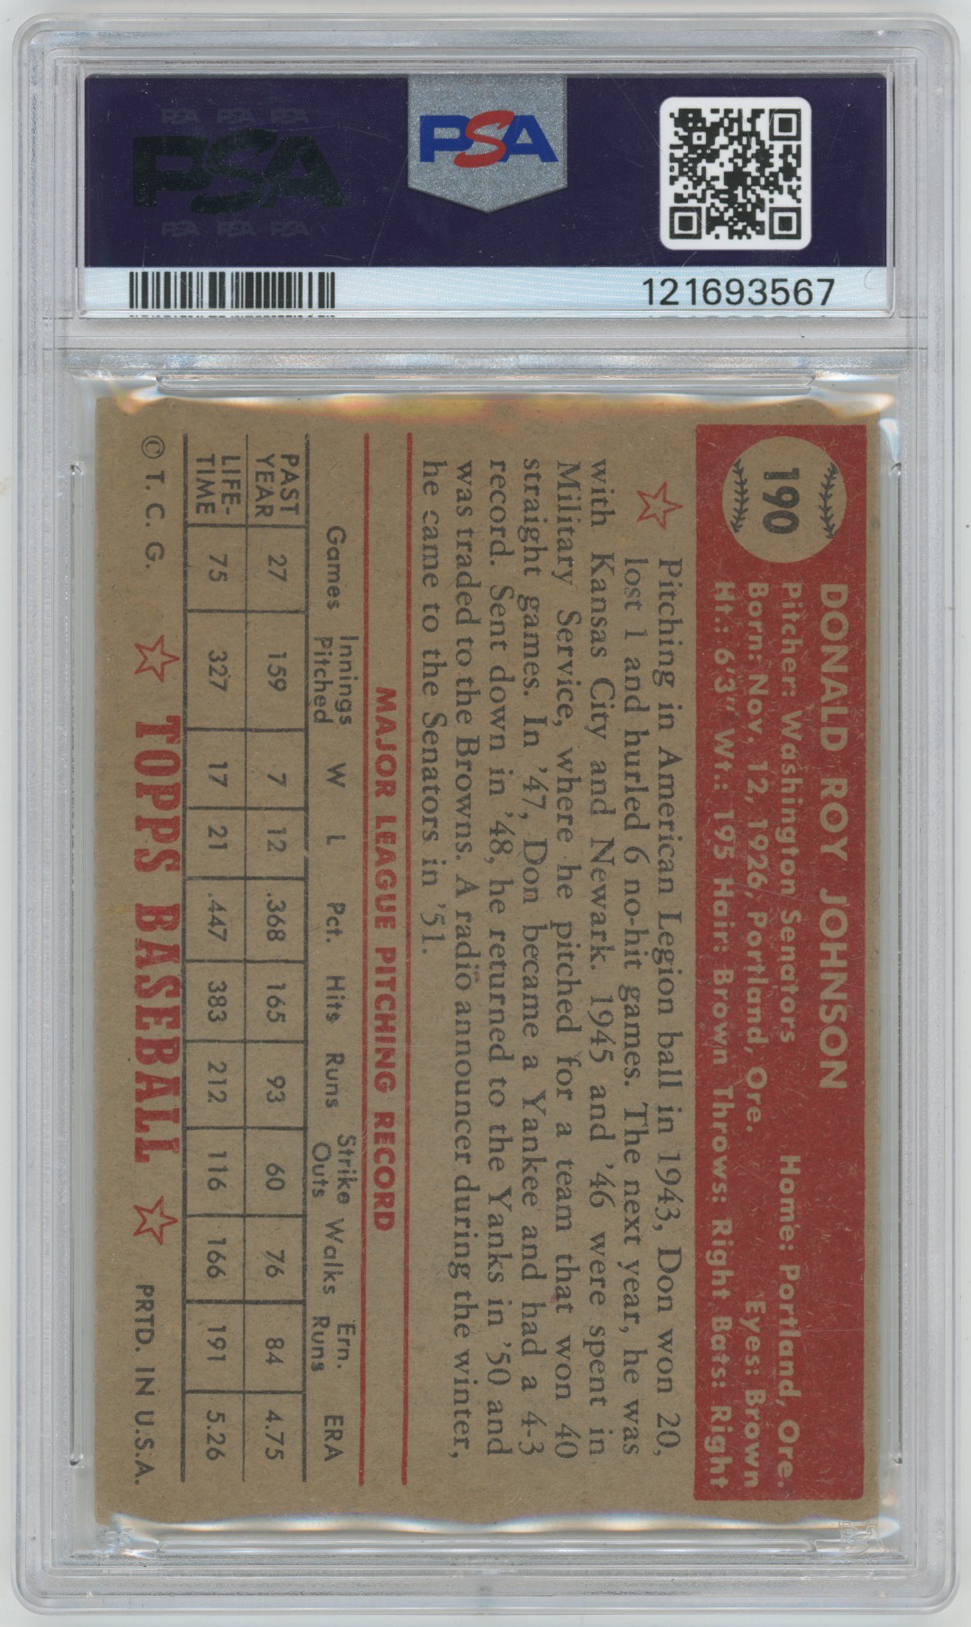 PSA PSA PSA
PSA
PSA PSA PSA
PSA
121693567
190
DONALD ROY JOHNSON
Pitcher: Washington Senators Home: Portland, Ore.
Born: Nov. 12, 1926, Portland, Ore. Eyes: Brown
Ht.: 6'3" Wt.: 195 Hair: Brown Throws: Right Bats: Right
Pitching in American Legion ball in 1943, Don won 20,
lost 1 and hurled 6 no-hit games. The next year, he was
with Kansas City and Newark. 1945 and '46 were spent in
Military Service, where he pitched for a team that won 40
straight games. In '47, Don became a Yankee and had a 4-3
record. Sent down in '48, he returned to the Yanks in '50 and
was traded to the Browns. A radio announcer during the winter,
he came to the Senators in '51.
MAJOR LEAGUE PITCHING RECORD
Games Innings Pitched W L Pct. Hits Runs Strike Outs Walks Ern. Runs ERA
PAST YEAR 27 159 7 12 .368 165 93 60 76 84 4.75
LIFE-TIME 75 327 17 21 .447 383 212 116 166 191 5.26
© T. C. G. TOPPS BASEBALL PRTD. IN U.S.A.